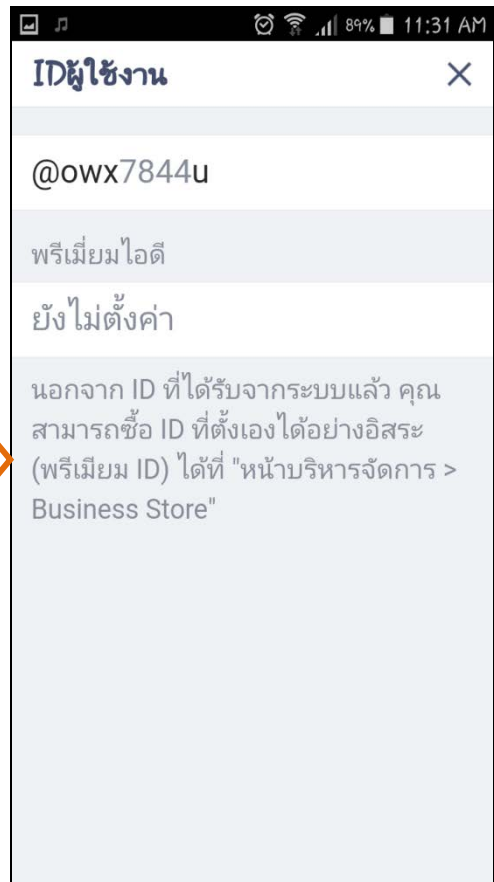 89% 11:31 AM
IDผู้ใช้งาน
@owx7844u
พรีเมี่ยมไอดี
ยังไม่ตั้งค่า
นอกจาก ID ที่ได้รับจากระบบแล้ว คุณ
สามารถซื้อ ID ที่ตั้งเองได้อย่างอิสระ
(พรีเมียม ID) ได้ที่ "หน้าบริหารจัดการ >
Business Store"